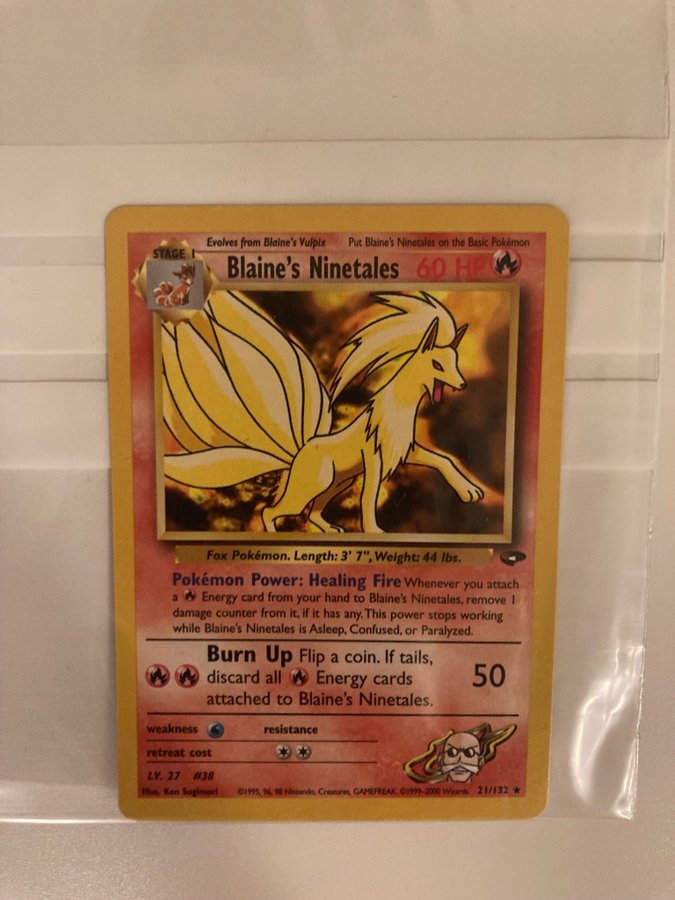 Evolves from Blaine's Vulpix Put Blaine's Ninetales on the Basic Pokémon
STAGE 1
Blaine's Ninetales 60 HP
Fox Pokémon. Length: 3' 7", Weight: 44 lbs.
Pokémon Power: Healing Fire Whenever you attach
a Energy card from your hand to Blaine's Ninetales, remove 1
damage counter from it, if it has any. This power stops working
while Blaine's Ninetales is Asleep, Confused, or Paralyzed.
Burn Up Flip a coin. If tails,
discard all Energy cards
attached to Blaine's Ninetales.
50
weakness resistance
retreat cost
LV. 27 #38
Illus. Ken Sugimori ©1995, 96, 98 Nintendo, Creatures, GAMEFREAK. ©1999-2000 Wizards. 21/132 ★